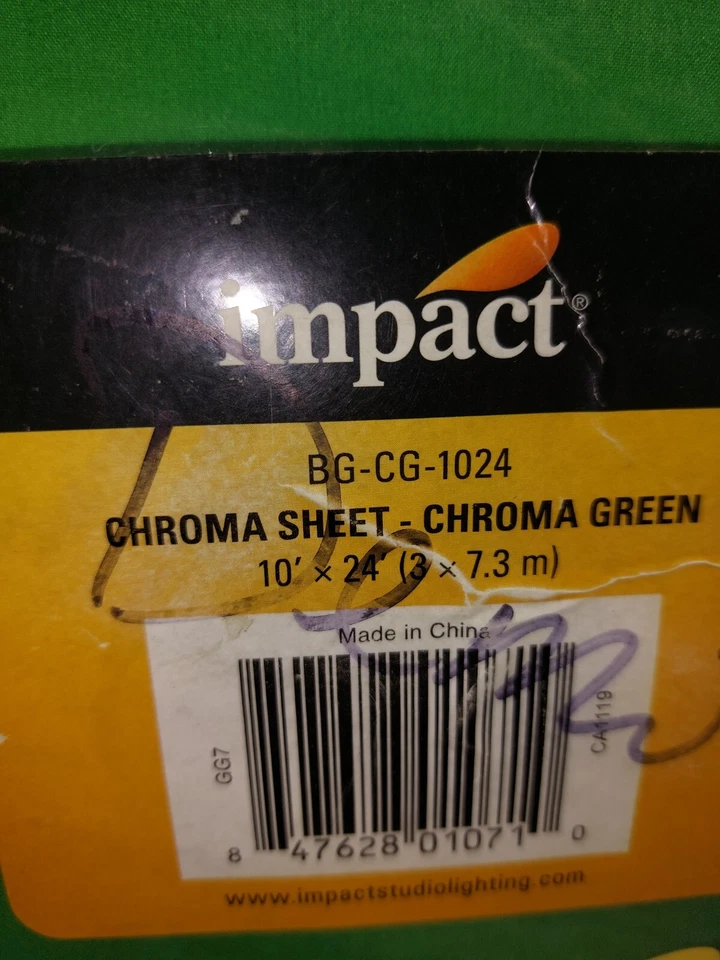 impact®
BG-CG-1024
CHROMA SHEET - CHROMA GREEN
10' × 24' (3 × 7.3 m)
Made in China
GG7
CA1119
8 47628 01071 0
www.impactstudiolighting.com